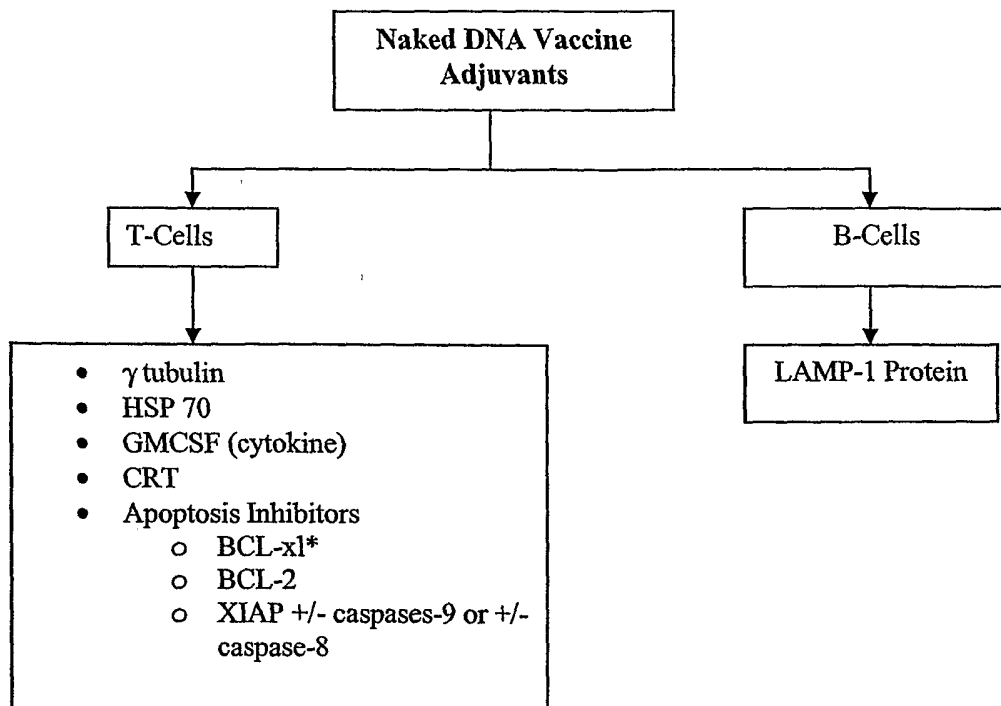 Naked DNA Vaccine
Adjuvants
T-Cells
B-Cells
• γ tubulin
• HSP 70
• GMCSF (cytokine)
• CRT
• Apoptosis Inhibitors
o BCL-xl*
o BCL-2
o XIAP +/- caspases-9 or +/-
caspase-8
LAMP-1 Protein